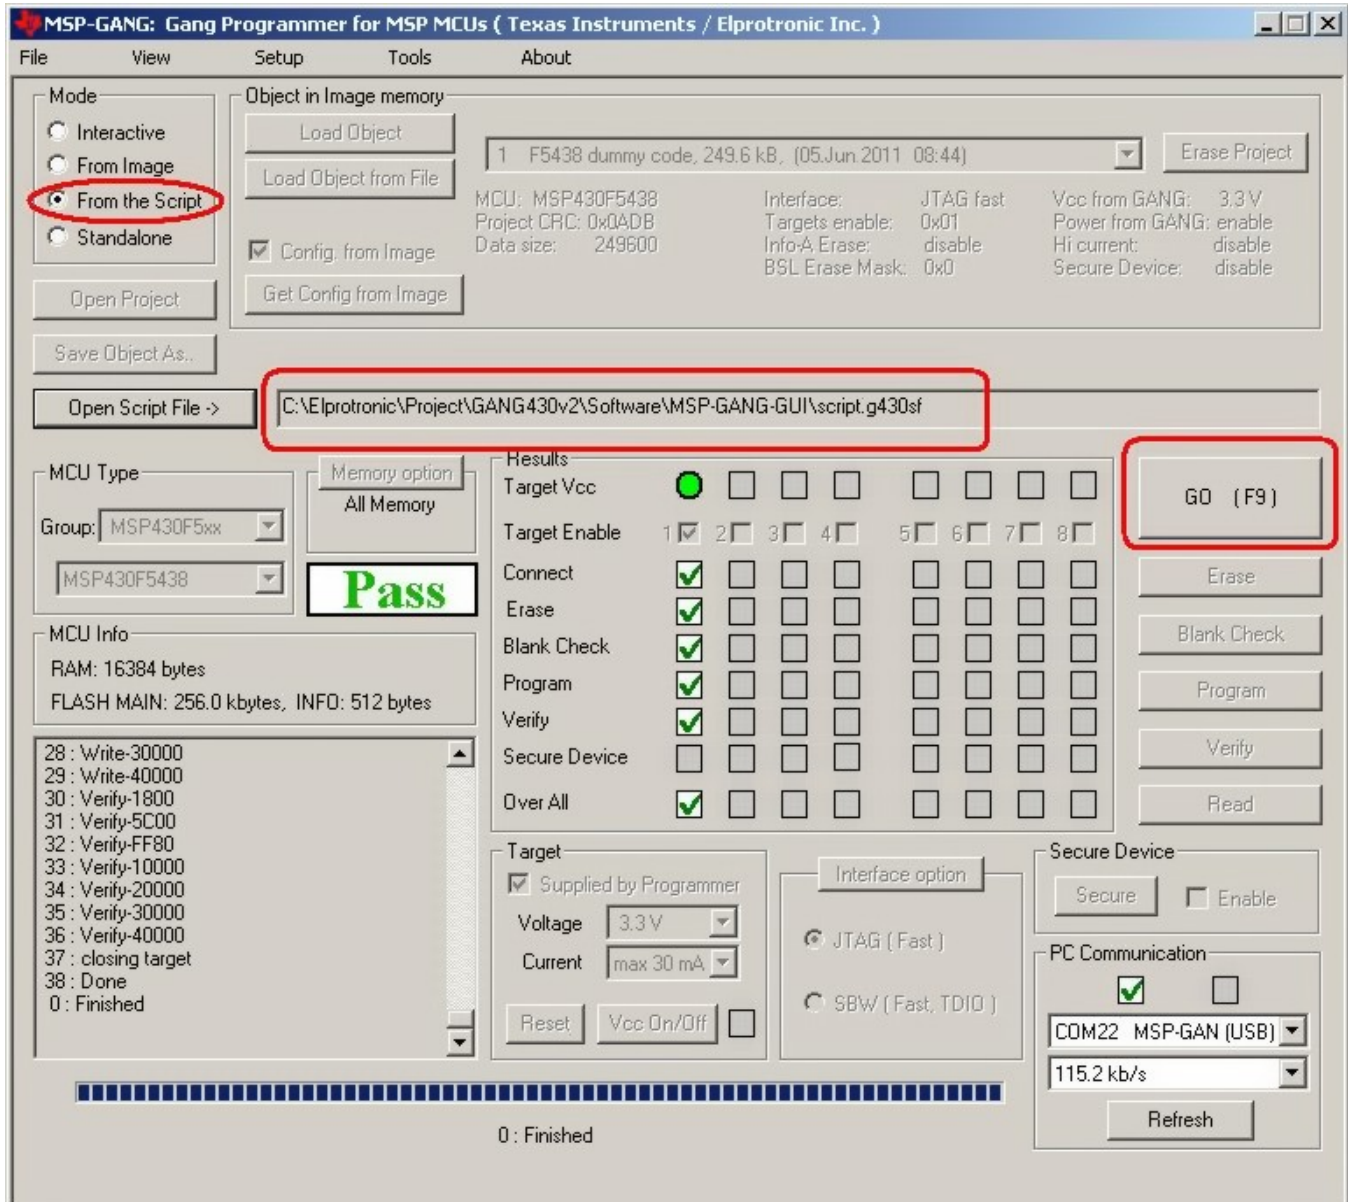 MSP-GANG: Gang Programmer for MSP MCUs ( Texas Instruments / Elprotronic Inc. )
File View Setup Tools About
Mode
Interactive
From Image
From the Script
Standalone
Open Project
Save Object As..
Object in Image memory
Load Object
Load Object from File
Config. from Image
Get Config from Image
1 F5438 dummy code, 249.6 kB, (05.Jun.2011 08:44)
Erase Project
MCU: MSP430F5438
Project CRC: 0x0ADB
Data size: 249600
Interface: JTAG fast
Targets enable: 0x01
Info-A Erase: disable
BSL Erase Mask: 0x0
Vcc from GANG: 3.3 V
Power from GANG: enable
Hi current: disable
Secure Device: disable
Open Script File ->
C:\Elprotronic\Project\GANG430v2\Software\MSP-GANG-GUI\script.g430sf
MCU Type
Group: MSP430F5xx
MSP430F5438
Memory option
All Memory
Pass
MCU Info
RAM: 16384 bytes
FLASH MAIN: 256.0 kbytes, INFO: 512 bytes
28 : Write-30000
29 : Write-40000
30 : Verify-1800
31 : Verify-5C00
32 : Verify-FF80
33 : Verify-10000
34 : Verify-20000
35 : Verify-30000
36 : Verify-40000
37 : closing target
38 : Done
0 : Finished
Results
Target Vcc
Target Enable 1 2 3 4 5 6 7 8
Connect
Erase
Blank Check
Program
Verify
Secure Device
Over All
GO (F9)
Erase
Blank Check
Program
Verify
Read
Target
Supplied by Programmer
Voltage 3.3 V
Current max 30 mA
Reset Vcc On/Off
Interface option
JTAG ( Fast )
SBW ( Fast, TDIO )
Secure Device
Secure Enable
PC Communication
COM22 MSP-GAN (USB)
115.2 kb/s
Refresh
0 : Finished